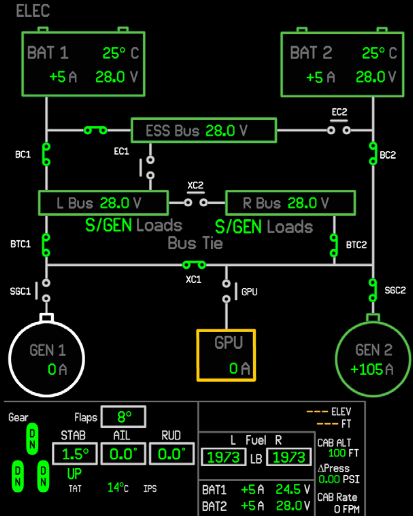 ELEC
BAT 1 25° C
+5 A 28.0 V
BAT 2 25° C
+5 A 28.0 V
EC2
ESS Bus 28.0 V
BC1
EC1
BC2
XC2
L Bus 28.0 V
R Bus 28.0 V
S/GEN Loads
S/GEN Loads
Bus Tie
BTC1
BTC2
XC1
SGC1
GPU
SGC2
GEN 1
0 A
GPU
0 A
GEN 2
+105 A
Gear
Flaps 8°
STAB AIL RUD
1.5° 0.0° 0.0°
UP
TAT 14°C IPS
DN
DN
DN
--- ELEV
--- FT
L Fuel R
1973 LB 1973
CAB ALT
100 FT
ΔPress
0.00 PSI
CAB Rate
0 FPM
BAT1 +5 A 24.5 V
BAT2 +5 A 28.0 V